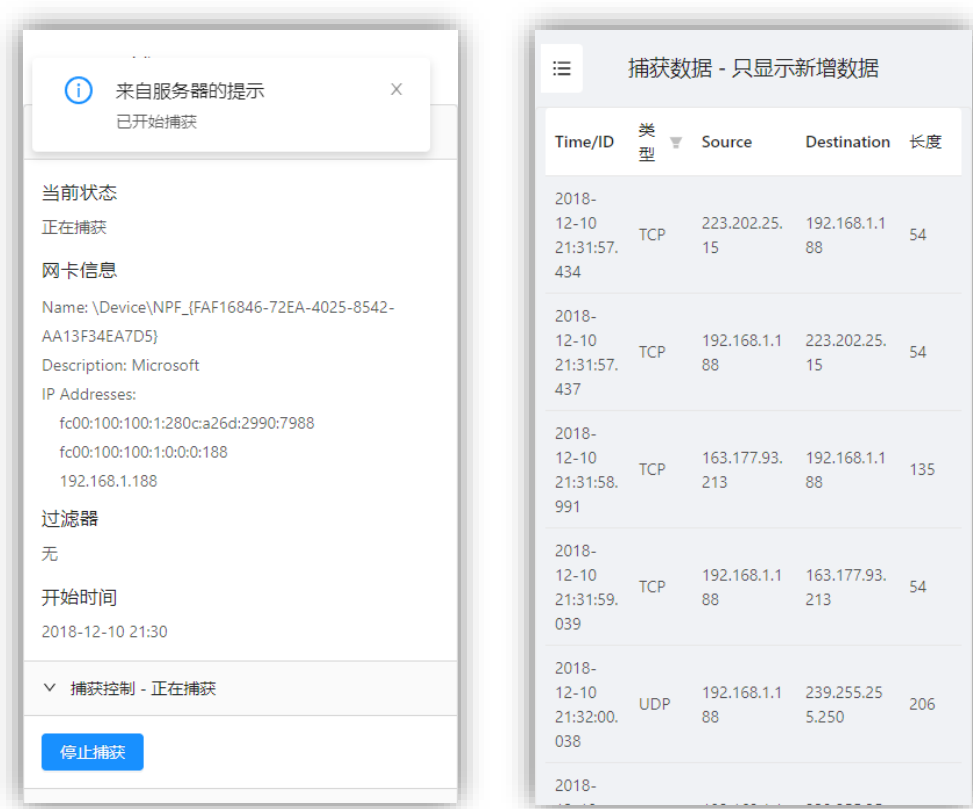 来自服务器的提示
已开始捕获
当前状态
正在捕获
网卡信息
Name: \Device\NPF_{FAF16846-72EA-4025-8542-
AA13F34EA7D5}
Description: Microsoft
IP Addresses:
fc00:100:100:1:280c:a26d:2990:7988
fc00:100:100:1:0:0:0:188
192.168.1.188
过滤器
无
开始时间
2018-12-10 21:30
捕获控制 - 正在捕获
停止捕获
捕获数据 - 只显示新增数据
Time/ID 类型 Source Destination 长度
2018-
12-10
21:31:57.
434
TCP
223.202.25.
15
192.168.1.1
88
54
2018-
12-10
21:31:57.
437
TCP
192.168.1.1
88
223.202.25.
15
54
2018-
12-10
21:31:58.
991
TCP
163.177.93.
213
192.168.1.1
88
135
2018-
12-10
21:31:59.
039
TCP
192.168.1.1
88
163.177.93.
213
54
2018-
12-10
21:32:00.
038
UDP
192.168.1.1
88
239.255.25
5.250
206
2018-